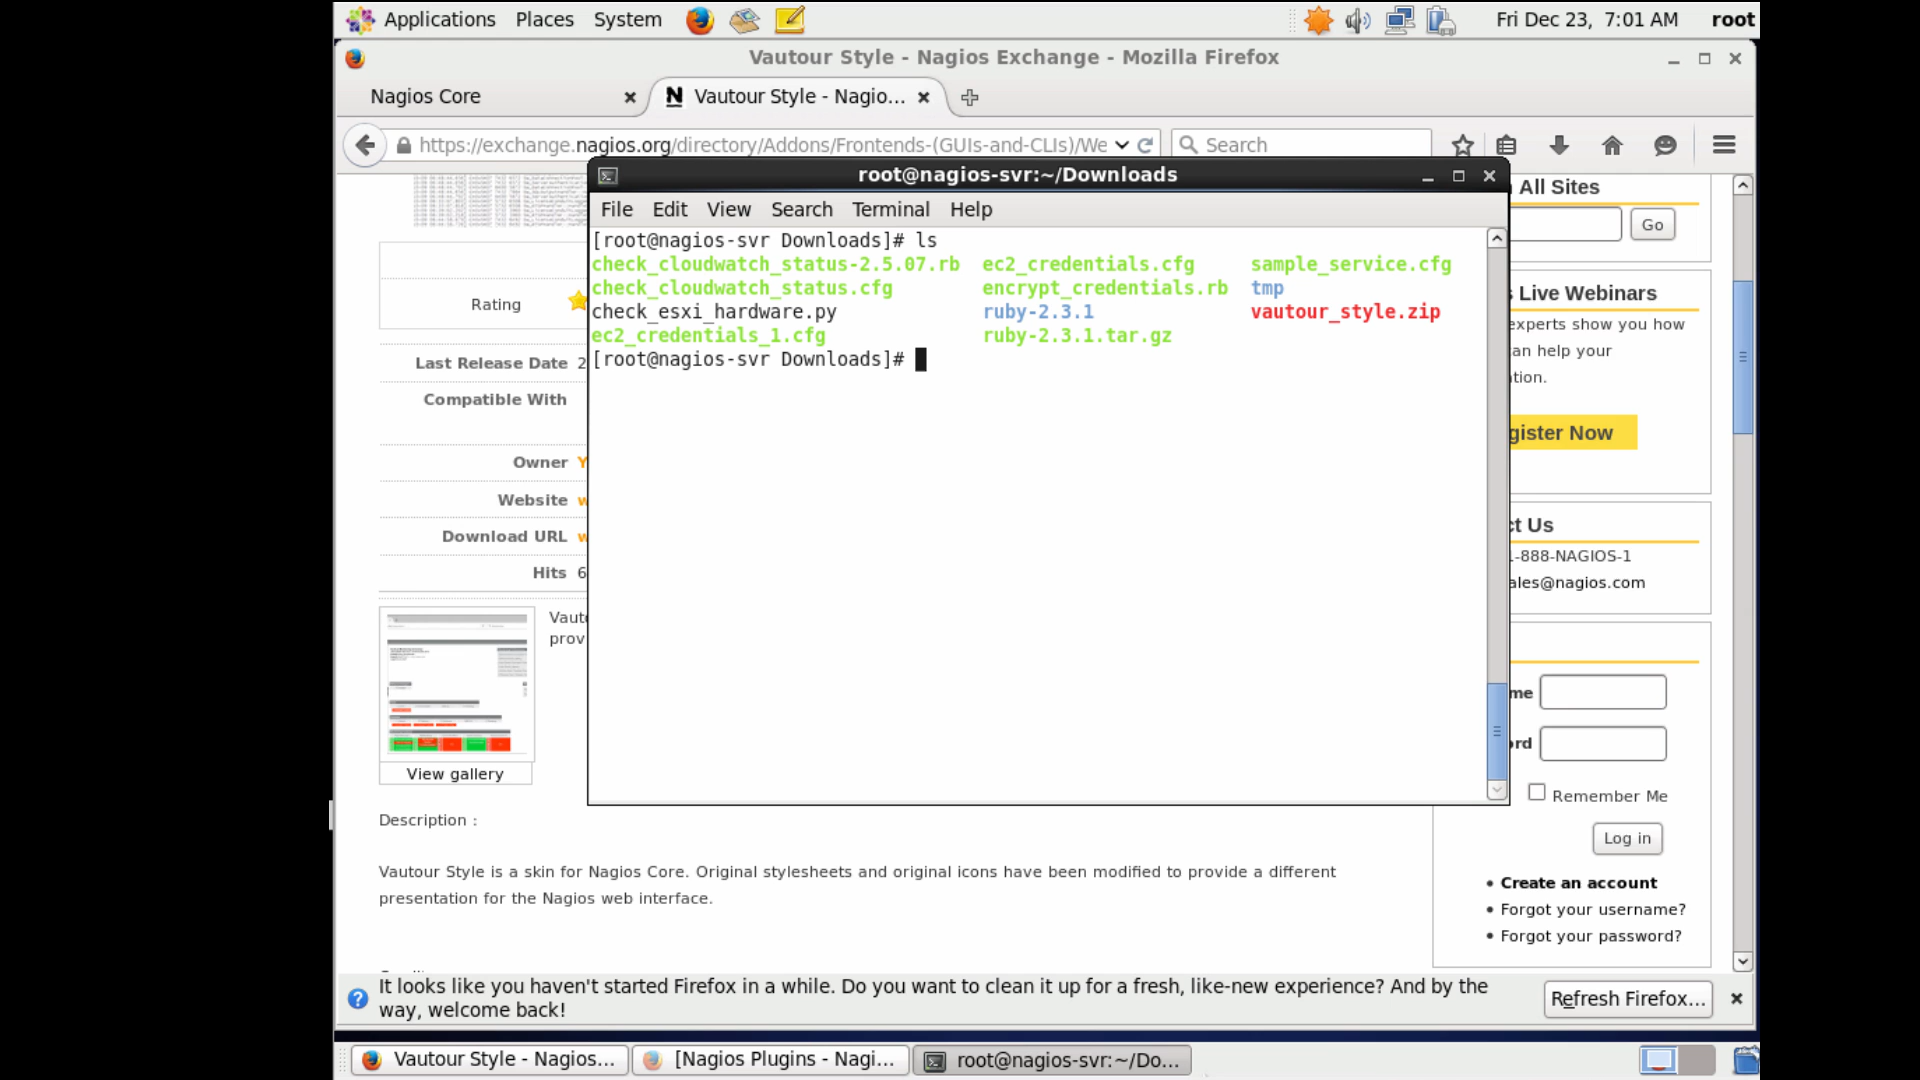 Applications Places System Fri Dec 23, 7:01 AM root
Vautour Style - Nagios Exchange - Mozilla Firefox
Nagios Core
Vautour Style - Nagio...
https://exchange.nagios.org/directory/Addons/Frontends-(GUIs-and-CLIs)/We
Search
root@nagios-svr:~/Downloads
File Edit View Search Terminal Help
[root@nagios-svr Downloads]# ls
check_cloudwatch_status-2.5.07.rb ec2_credentials.cfg sample_service.cfg
check_cloudwatch_status.cfg encrypt_credentials.rb tmp
check_esxi_hardware.py ruby-2.3.1 vautour_style.zip
ec2_credentials_1.cfg ruby-2.3.1.tar.gz
[root@nagios-svr Downloads]#
Rating
Last Release Date 2
Compatible With
Owner Y
Website w
Download URL w
Hits 6
Vaut
prov
View gallery
Description :
Vautour Style is a skin for Nagios Core. Original stylesheets and original icons have been modified to provide a different
presentation for the Nagios web interface.
All Sites
Go
Live Webinars
experts show you how
an help your
tion.
gister Now
ct Us
1-888-NAGIOS-1
ales@nagios.com
me
rd
Remember Me
Log in
Create an account
Forgot your username?
Forgot your password?
It looks like you haven't started Firefox in a while. Do you want to clean it up for a fresh, like-new experience? And by the
way, welcome back!
Refresh Firefox...
Vautour Style - Nagios...
[Nagios Plugins - Nagi...
root@nagios-svr:~/Do...